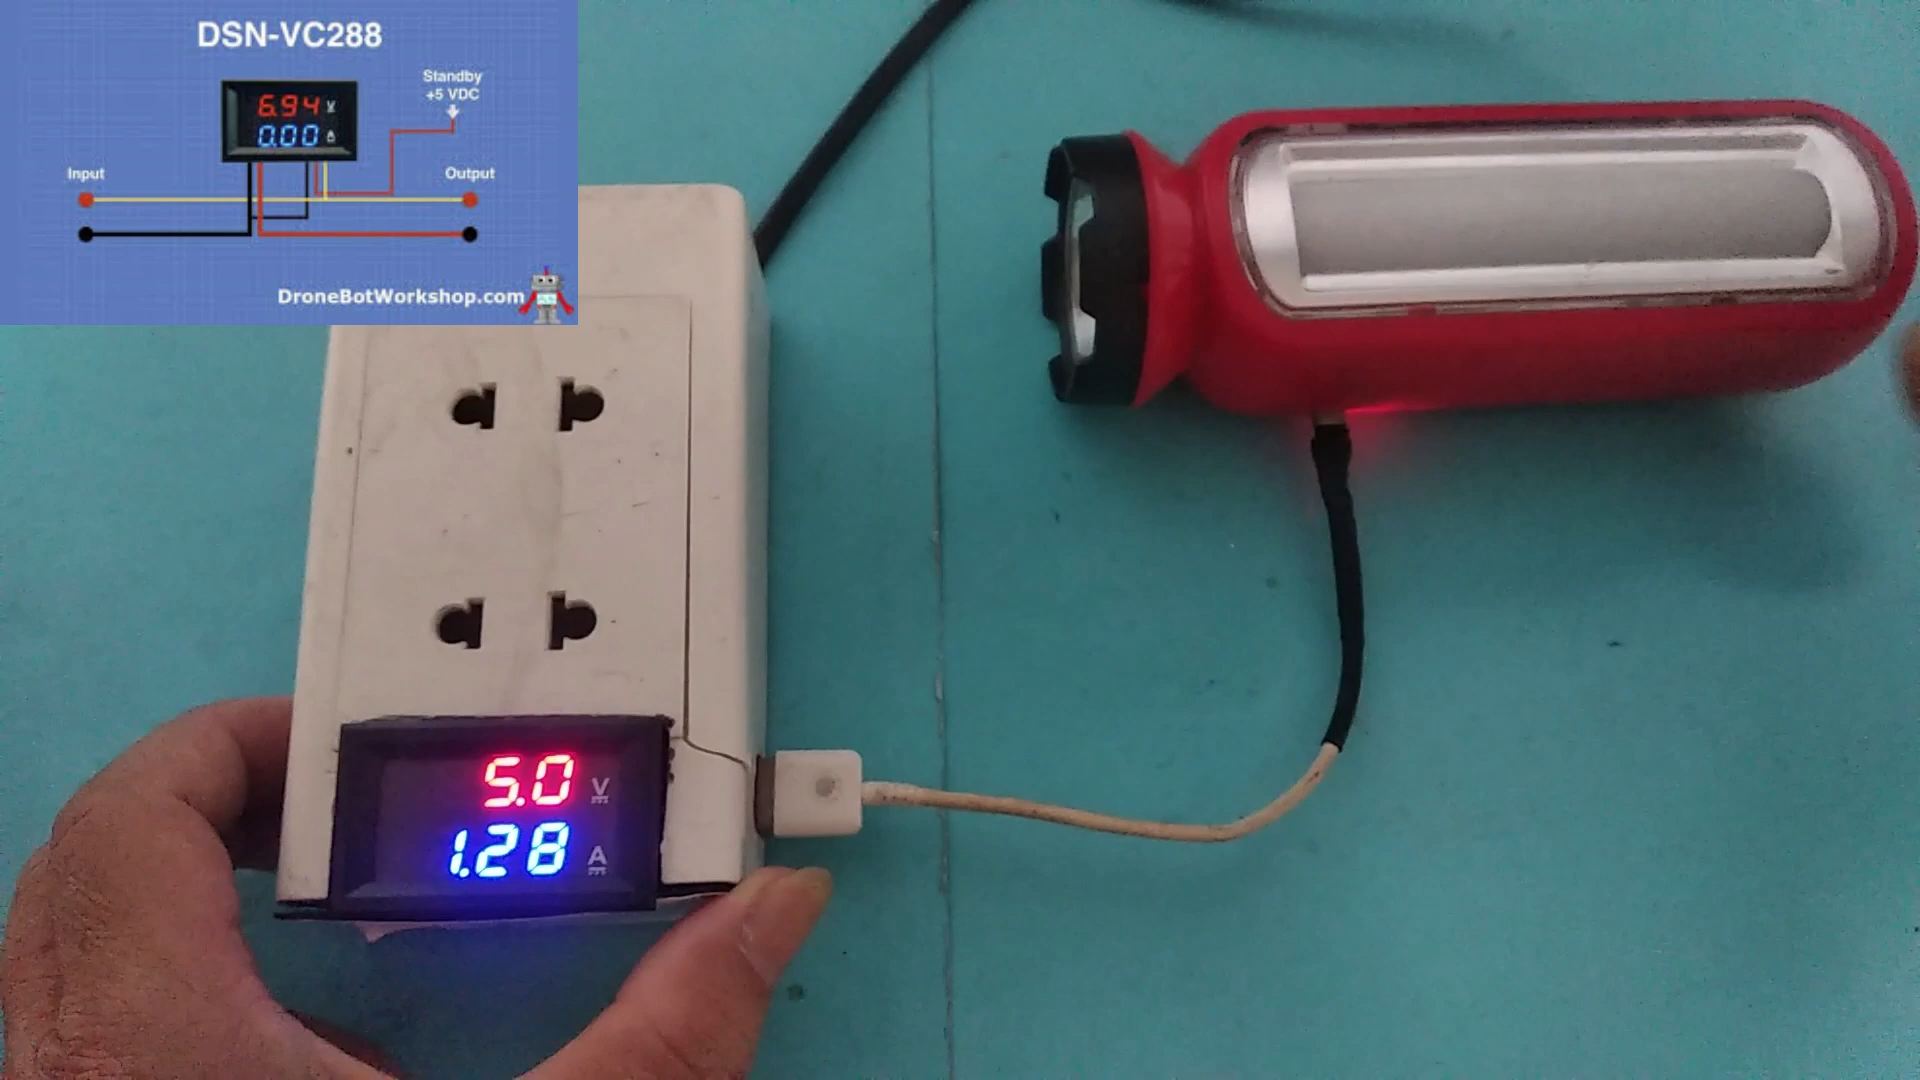 DSN-VC288
Standby
+5 VDC
6.94 V
0.00 A
Input
Output
DroneBotWorkshop.com
5.0 V
1.28 A